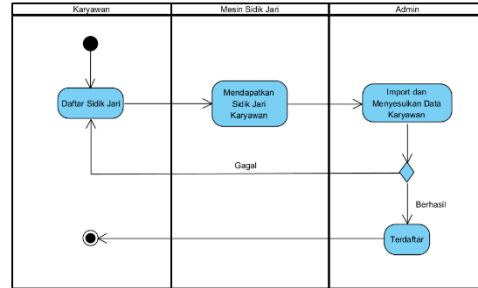 Karyawan
Mesin Sidik Jari
Admin
Daftar Sidik Jari
Mendapatkan
Sidik Jari
Karyawan
Import dan
Menyesuikan Data
Karyawan
Gagal
Berhasil
Terdaftar